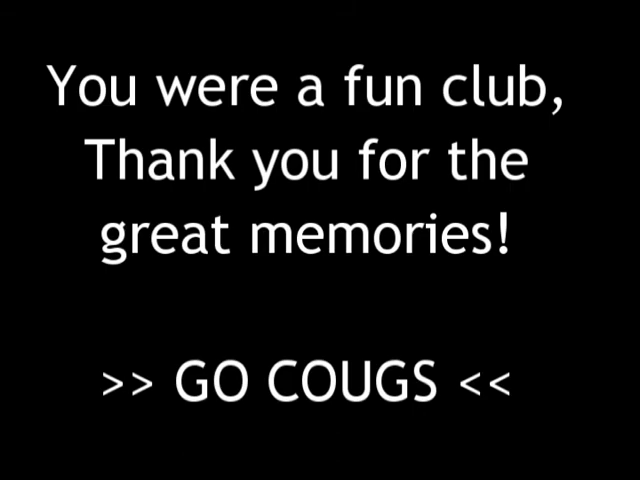 You were a fun club,
Thank you for the
great memories!
>> GO COUGS <<